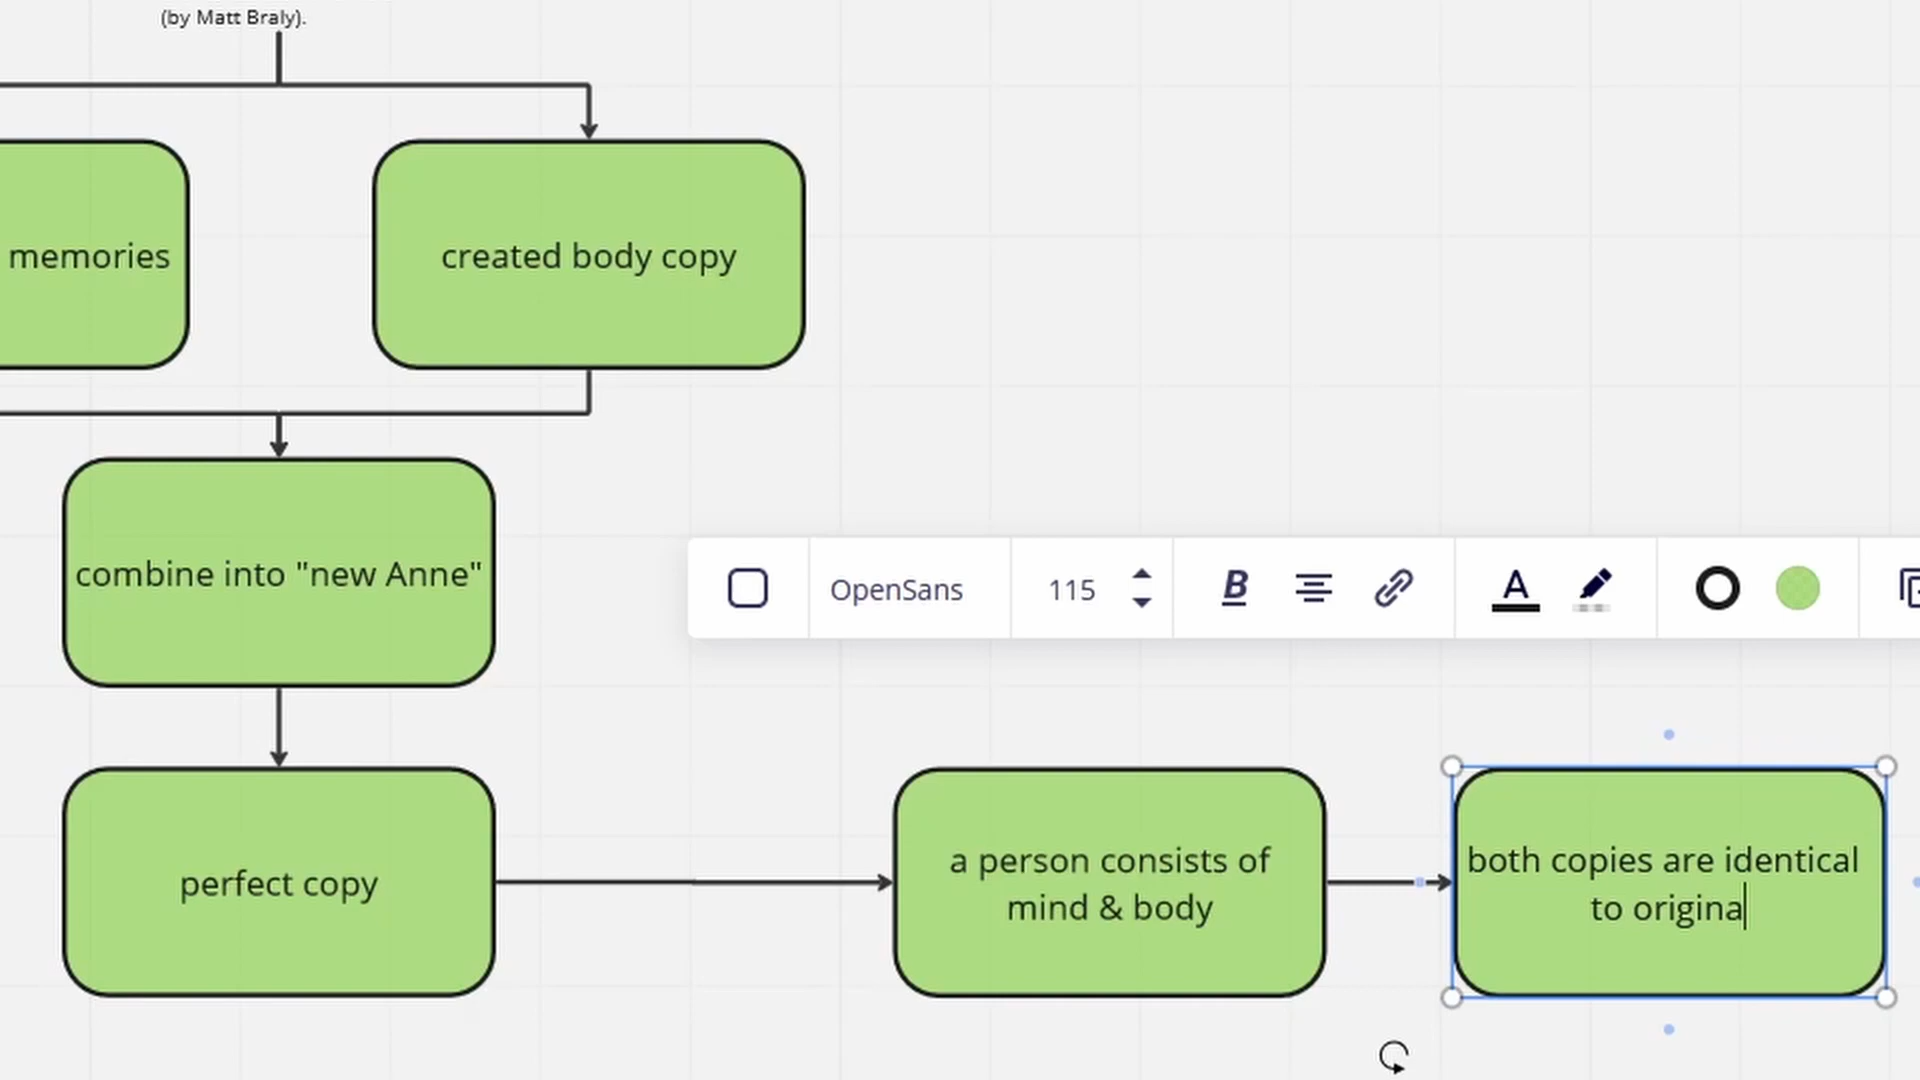 (by Matt Braly).
memories
created body copy
combine into "new Anne"
OpenSans
115
B
A
perfect copy
a person consists of
mind & body
both copies are identical
to origina